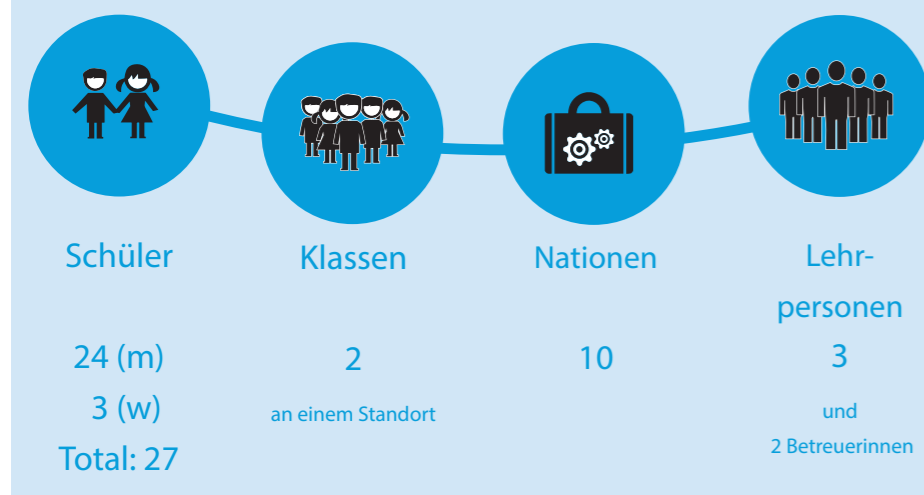 Schüler
24 (m)
3 (w)
Total: 27
Klassen
2
an einem Standort
Nationen
10
Lehr-
personen
3
und
2 Betreuerinnen